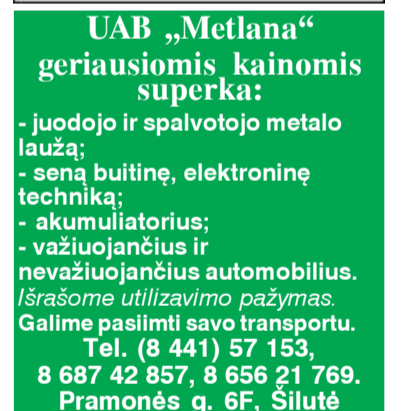 UAB „Metlana“
geriausiomis kainomis
superka:
- juodojo ir spalvotojo metalo
laužą;
- seną buitinę, elektroninę
techniką;
- akumuliatorius;
- važiuojančius ir
nevažiuojančius automobilius.
Išrašome utilizavimo pažymas.
Galime pasiimti savo transportu.
Tel. (8 441) 57 153,
8 687 42 857, 8 656 21 769.
Pramonės g. 6F, Šilutė